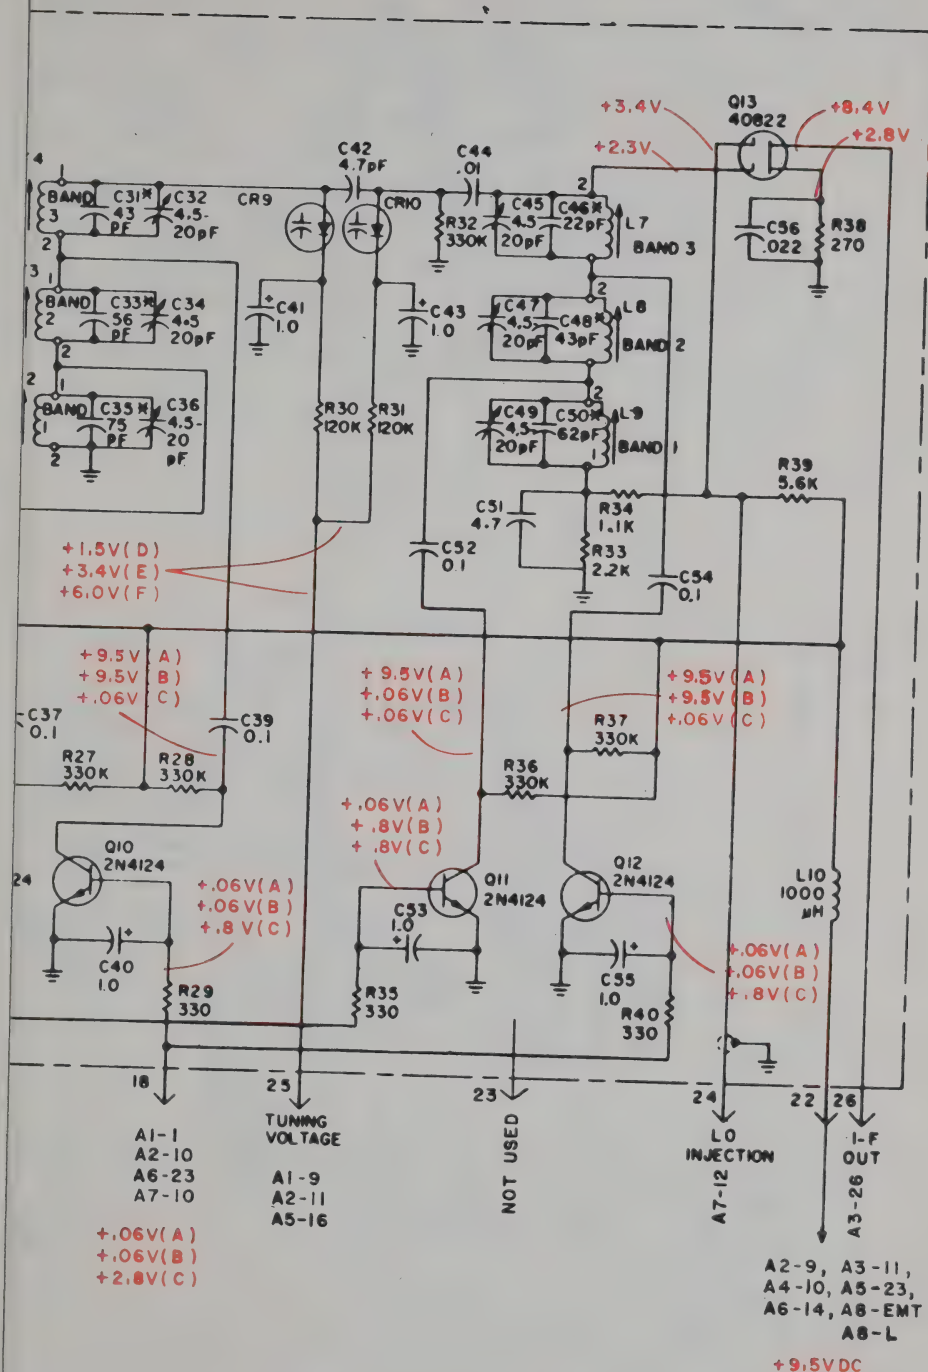 +3.4V
Q13
40822
+8.4V
+2.8V
+2.3V
4
1
BAND
3
C31*
43
PF
C32
4.5-
20pF
2
CR9
C42
4.7pF
CR10
C44
.01
R32
330K
C45
4.5
20pF
C46*
22pF
2
L7
BAND 3
C56
.022
R38
270
3
1
BAND
2
C33*
56
PF
C34
4.5
20pF
2
+
C41
1.0
+
C43
1.0
2
C47
4.5-
20pF
C48*
43pF
L8
BAND 2
2
1
BAND
1
C35*
75
PF
C36
4.5-
20
pF
2
R30
120K
R31
120K
2
C49
4.5-
20pF
C50*
62pF
1
L9
BAND 1
R39
5.6K
C51
4.7
R34
1.1K
R33
2.2K
C52
0.1
C54
0.1
+1.5V(D)
+3.4V(E)
+6.0V(F)
+9.5V(A)
+9.5V(B)
+.06V(C)
+9.5V(A)
+.06V(B)
+.06V(C)
+9.5V(A)
+9.5V(B)
+.06V(C)
C37
0.1
C39
0.1
R27
330K
R28
330K
R36
330K
R37
330K
+.06V(A)
+.8V(B)
+.8V(C)
Q10
2N4124
24
+.06V(A)
+.06V(B)
+.8V(C)
Q11
2N4124
Q12
2N4124
L10
1000
μH
+
C40
1.0
C53
1.0
+
C55
1.0
+
+.06V(A)
+.06V(B)
+.8V(C)
R29
330
R35
330
R40
330
18
25
23
24
22
26
A1-1
A2-10
A6-23
A7-10
+.06V(A)
+.06V(B)
+2.8V(C)
TUNING
VOLTAGE
A1-9
A2-11
A5-16
NOT USED
LO
INJECTION
A7-12
I-F
OUT
A3-26
A2-9, A3-11,
A4-10, A5-23,
A6-14, A8-EMT
A8-L
+9.5VDC